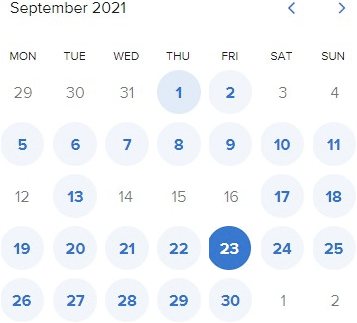 September 2021
MON TUE WED THU FRI SAT SUN
29 30 31 1 2 3 4
5 6 7 8 9 10 11
12 13 14 15 16 17 18
19 20 21 22 23 24 25
26 27 28 29 30 1 2